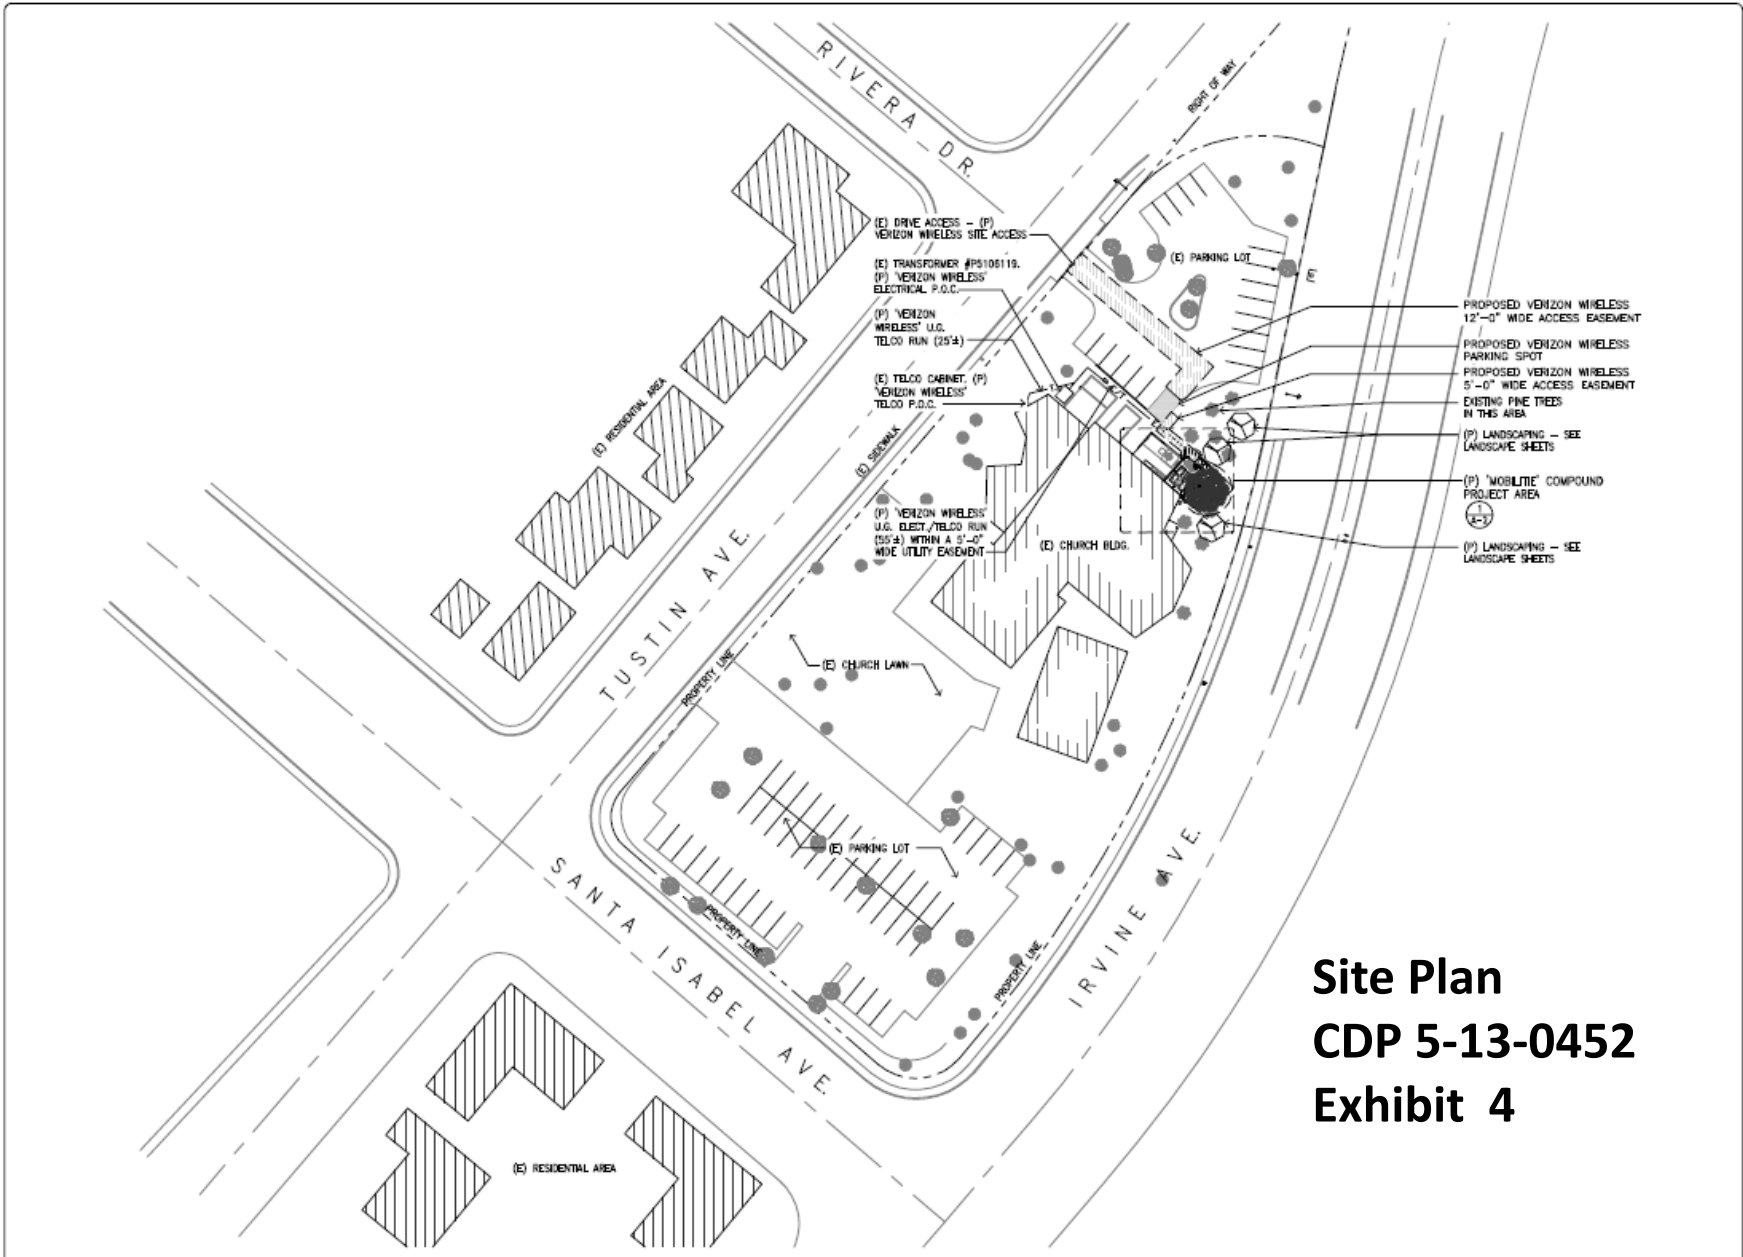 RIVERA DR.
RIGHT OF WAY
(E) DRIVE ACCESS – (P)
VERIZON WIRELESS SITE ACCESS
(E) TRANSFORMER #P5106119.
(P) 'VERIZON WIRELESS'
ELECTRICAL P.O.C.
(P) 'VERIZON
WIRELESS' U.G.
TELCO RUN (25'±)
(E) TELCO CABINET. (P)
'VERIZON WIRELESS'
TELCO P.O.C.
(E) PARKING LOT
PROPOSED VERIZON WIRELESS
12'-0" WIDE ACCESS EASEMENT
PROPOSED VERIZON WIRELESS
PARKING SPOT
PROPOSED VERIZON WIRELESS
5'-0" WIDE ACCESS EASEMENT
EXISTING PINE TREES
IN THIS AREA
(P) LANDSCAPING – SEE
LANDSCAPE SHEETS
(P) 'MOBILITIE' COMPOUND
PROJECT AREA
1
A-2
(P) LANDSCAPING – SEE
LANDSCAPE SHEETS
(E) RESIDENTIAL AREA
(E) SIDEWALK
(P) 'VERIZON WIRELESS'
U.G. ELECT./TELCO RUN
(55'±) WITHIN A 5'-0"
WIDE UTILITY EASEMENT
(E) CHURCH BLDG.
TUSTIN AVE.
PROPERTY LINE
(E) CHURCH LAWN
(E) PARKING LOT
PROPERTY LINE
SANTA ISABEL AVE.
PROPERTY LINE
IRVINE AVE.
(E) RESIDENTIAL AREA
Site Plan
CDP 5-13-0452
Exhibit 4